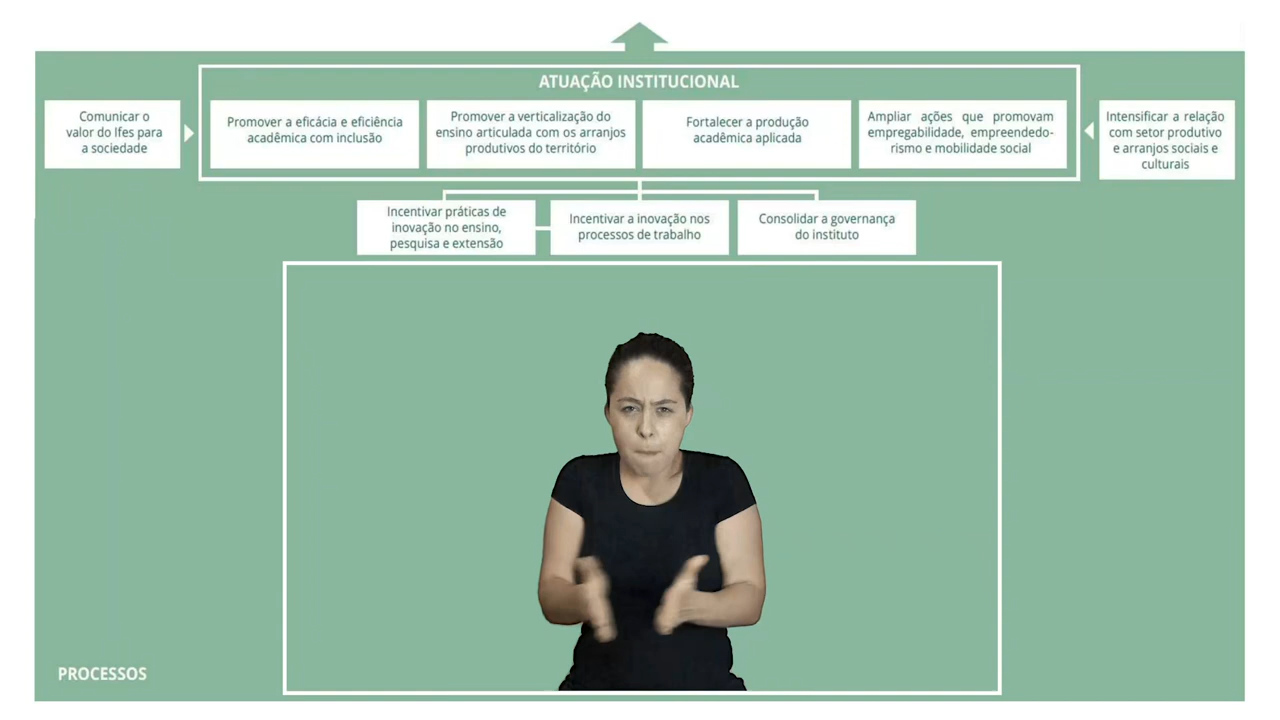 ATUAÇÃO INSTITUCIONAL
Comunicar o
valor do Ifes para
a sociedade
Promover a eficácia e eficiência
acadêmica com inclusão
Promover a verticalização do
ensino articulada com os arranjos
produtivos do território
Fortalecer a produção
acadêmica aplicada
Ampliar ações que promovam
empregabilidade, empreendedo-
rismo e mobilidade social
Intensificar a relação
com setor produtivo
e arranjos sociais e
culturais
Incentivar práticas de
inovação no ensino,
pesquisa e extensão
Incentivar a inovação nos
processos de trabalho
Consolidar a governança
do instituto
PROCESSOS